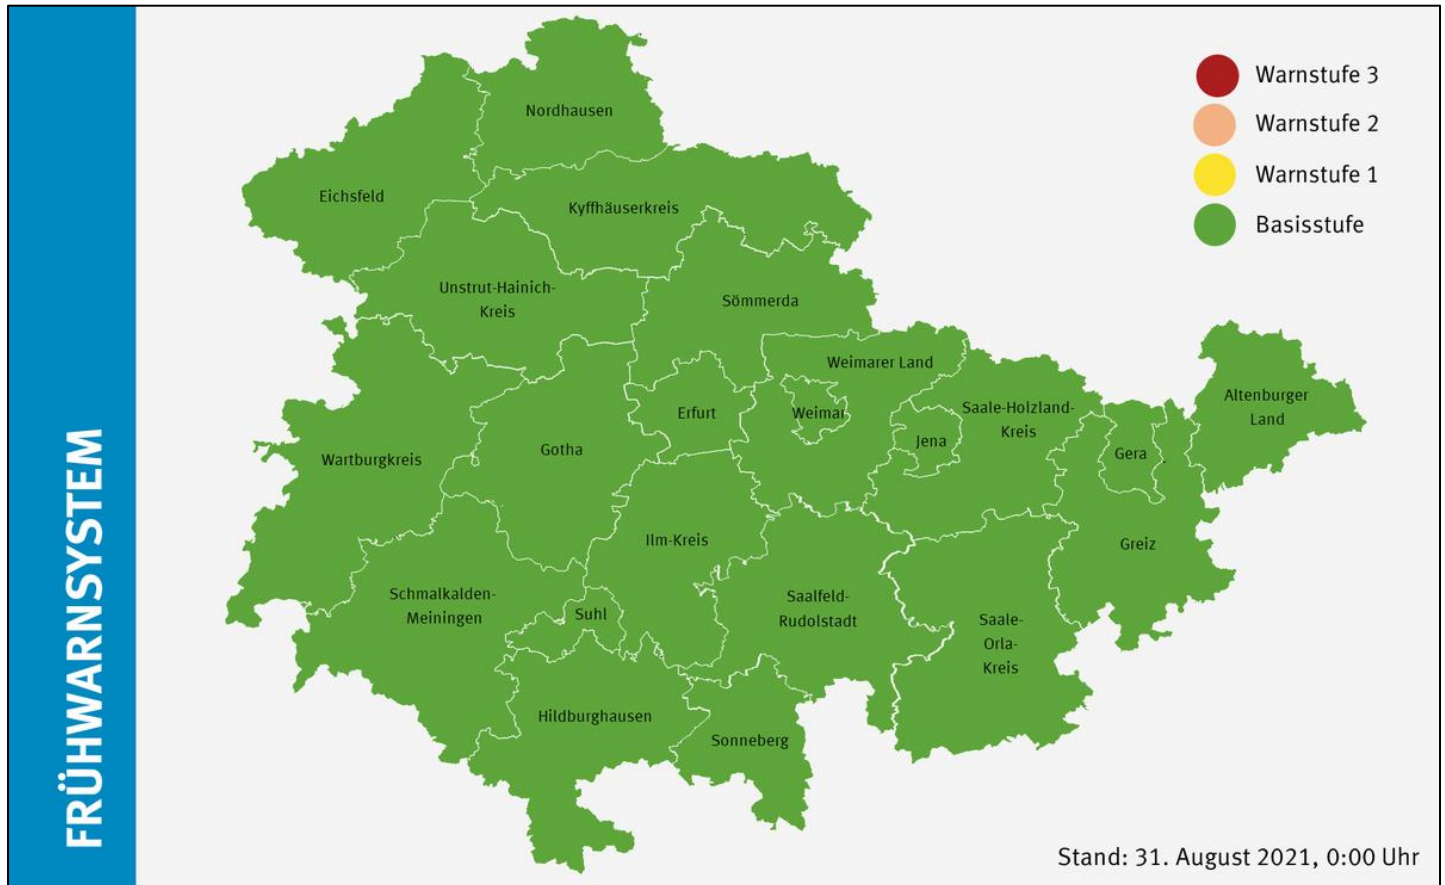 FRÜHWARNSYSTEM
Warnstufe 3
Warnstufe 2
Warnstufe 1
Basisstufe
Nordhausen
Eichsfeld
Kyffhäuserkreis
Unstrut-Hainich-
Kreis
Sömmerda
Weimarer Land
Altenburger
Land
Erfurt
Weimar
Saale-Holzland-
Kreis
Jena
Gera
Wartburgkreis
Gotha
Ilm-Kreis
Greiz
Schmalkalden-
Meiningen
Suhl
Saalfeld-
Rudolstadt
Saale-
Orla-
Kreis
Hildburghausen
Sonneberg
Stand: 31. August 2021, 0:00 Uhr